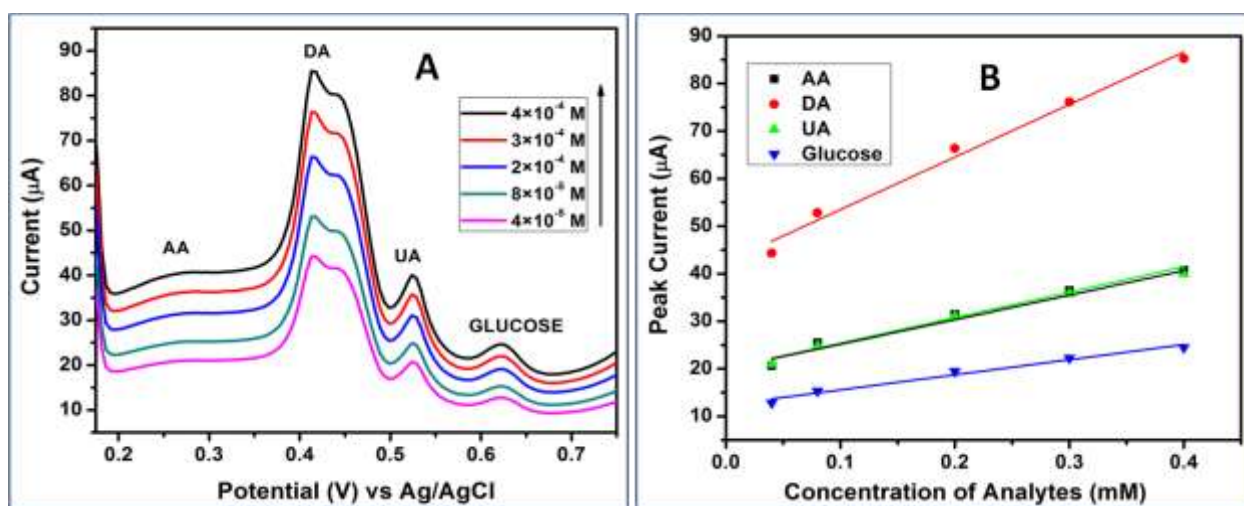 A
DA
AA
UA
GLUCOSE
4×10⁻⁴ M
3×10⁻⁴ M
2×10⁻⁴ M
8×10⁻⁵ M
4×10⁻⁵ M
Current (μA)
90
80
70
60
50
40
30
20
10
0.2 0.3 0.4 0.5 0.6 0.7
Potential (V) vs Ag/AgCl
B
AA
DA
UA
Glucose
Peak Current (μA)
90
80
70
60
50
40
30
20
10
0.0 0.1 0.2 0.3 0.4
Concentration of Analytes (mM)